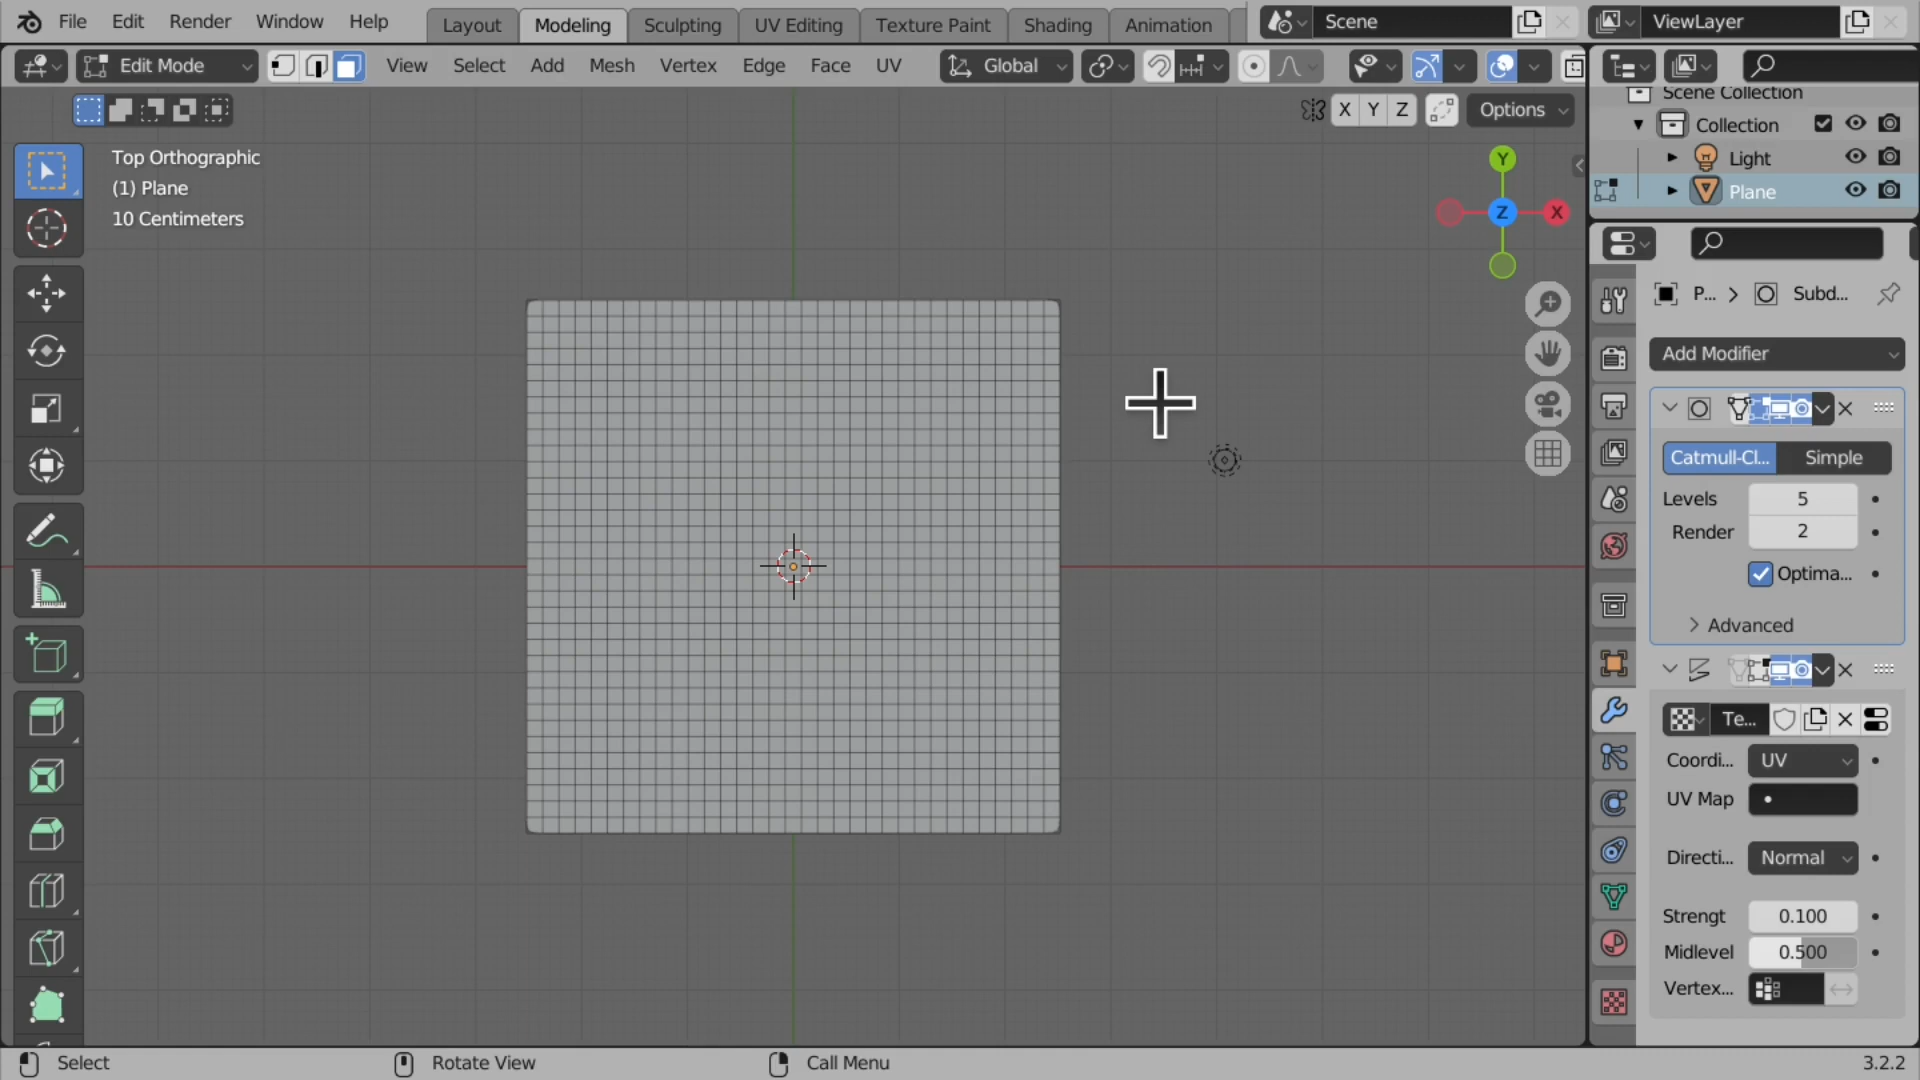 File Edit Render Window Help Layout Modeling Sculpting UV Editing Texture Paint Shading Animation Scene ViewLayer
Edit Mode View Select Add Mesh Vertex Edge Face UV Global
X Y Z Options
Top Orthographic
(1) Plane
10 Centimeters
Y
Z X
Scene Collection
Collection
Light
Plane
P... Subd...
Add Modifier
Catmull-Cl... Simple
Levels 5
Render 2
Optima...
Advanced
Te...
Coordi... UV
UV Map
Directi... Normal
Strengt 0.100
Midlevel 0.500
Vertex...
Select Rotate View Call Menu 3.2.2